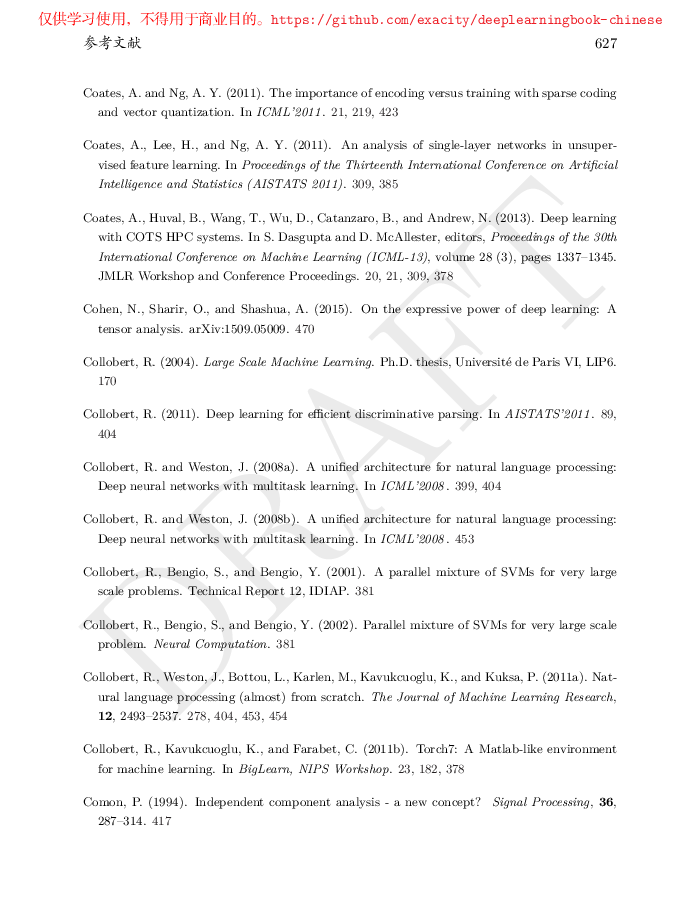 仅供学习使用，不得用于商业目的。https://github.com/exacity/deeplearningbook-chinese
参考文献 627
Coates, A. and Ng, A. Y. (2011). The importance of encoding versus training with sparse coding
and vector quantization. In ICML'2011. 21, 219, 423
Coates, A., Lee, H., and Ng, A. Y. (2011). An analysis of single-layer networks in unsuper-
vised feature learning. In Proceedings of the Thirteenth International Conference on Artificial
Intelligence and Statistics (AISTATS 2011). 309, 385
Coates, A., Huval, B., Wang, T., Wu, D., Catanzaro, B., and Andrew, N. (2013). Deep learning
with COTS HPC systems. In S. Dasgupta and D. McAllester, editors, Proceedings of the 30th
International Conference on Machine Learning (ICML-13), volume 28 (3), pages 1337–1345.
JMLR Workshop and Conference Proceedings. 20, 21, 309, 378
Cohen, N., Sharir, O., and Shashua, A. (2015). On the expressive power of deep learning: A
tensor analysis. arXiv:1509.05009. 470
Collobert, R. (2004). Large Scale Machine Learning. Ph.D. thesis, Université de Paris VI, LIP6.
170
Collobert, R. (2011). Deep learning for efficient discriminative parsing. In AISTATS'2011. 89,
404
Collobert, R. and Weston, J. (2008a). A unified architecture for natural language processing:
Deep neural networks with multitask learning. In ICML'2008. 399, 404
Collobert, R. and Weston, J. (2008b). A unified architecture for natural language processing:
Deep neural networks with multitask learning. In ICML'2008. 453
Collobert, R., Bengio, S., and Bengio, Y. (2001). A parallel mixture of SVMs for very large
scale problems. Technical Report 12, IDIAP. 381
Collobert, R., Bengio, S., and Bengio, Y. (2002). Parallel mixture of SVMs for very large scale
problem. Neural Computation. 381
Collobert, R., Weston, J., Bottou, L., Karlen, M., Kavukcuoglu, K., and Kuksa, P. (2011a). Nat-
ural language processing (almost) from scratch. The Journal of Machine Learning Research,
12, 2493–2537. 278, 404, 453, 454
Collobert, R., Kavukcuoglu, K., and Farabet, C. (2011b). Torch7: A Matlab-like environment
for machine learning. In BigLearn, NIPS Workshop. 23, 182, 378
Comon, P. (1994). Independent component analysis - a new concept? Signal Processing, 36,
287–314. 417
DRAFT